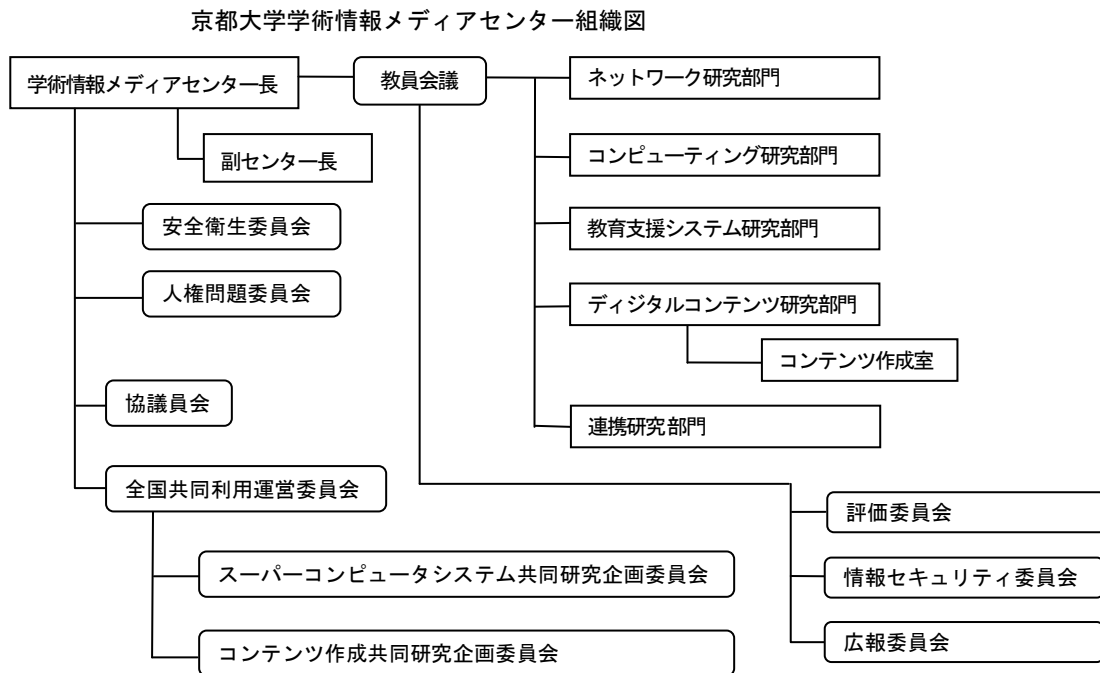 京都大学学術情報メディアセンター組織図
学術情報メディアセンター長
教員会議
ネットワーク研究部門
副センター長
コンピューティング研究部門
安全衛生委員会
教育支援システム研究部門
人権問題委員会
ディジタルコンテンツ研究部門
コンテンツ作成室
協議員会
連携研究部門
全国共同利用運営委員会
評価委員会
スーパーコンピュータシステム共同研究企画委員会
情報セキュリティ委員会
コンテンツ作成共同研究企画委員会
広報委員会